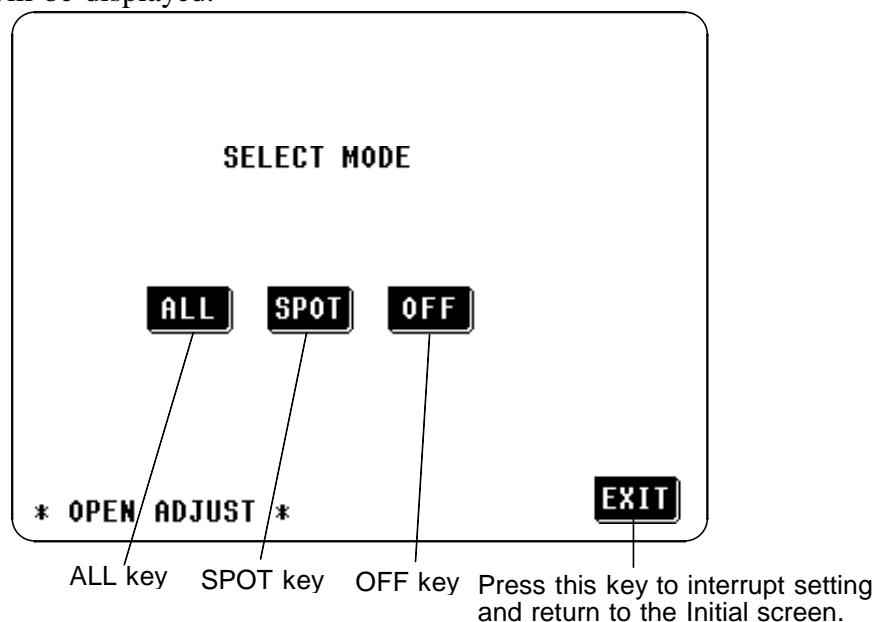 be displayed.
SELECT MODE
ALL SPOT OFF
* OPEN ADJUST * EXIT
ALL key SPOT key OFF key Press this key to interrupt setting
and return to the Initial screen.